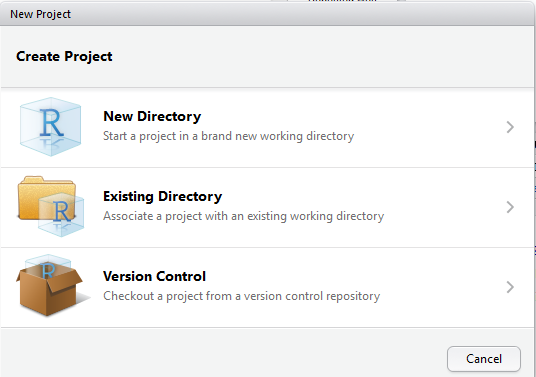 New Project
Create Project
R
New Directory
Start a project in a brand new working directory
R
Existing Directory
Associate a project with an existing working directory
R
Version Control
Checkout a project from a version control repository
Cancel